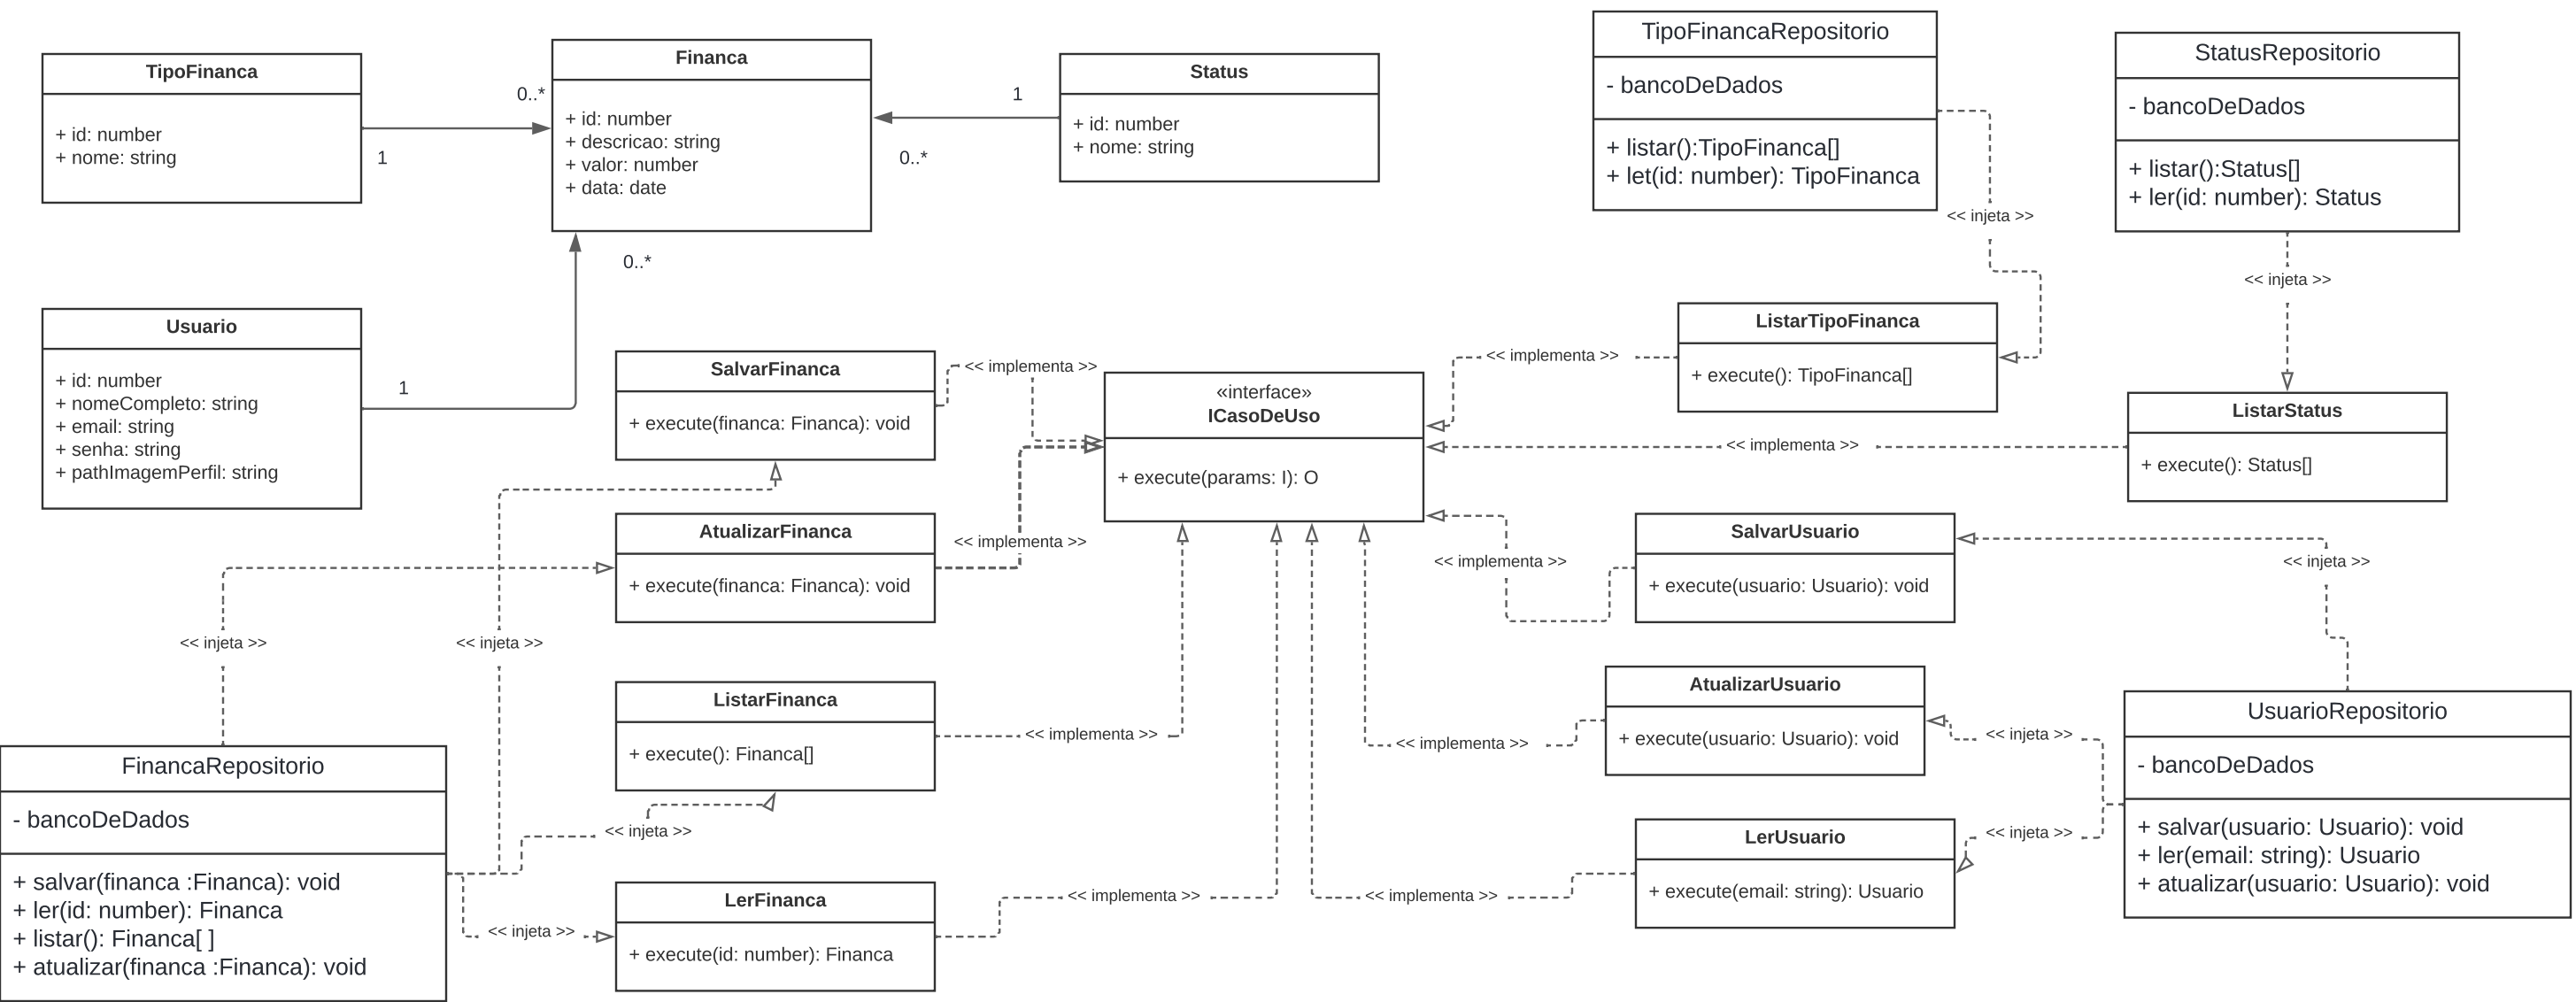 TipoFinanca
+ id: number
+ nome: string
1
0..*
Financa
+ id: number
+ descricao: string
+ valor: number
+ data: date
Status
+ id: number
+ nome: string
1
0..*
TipoFinancaRepositorio
- bancoDeDados
+ listar():TipoFinanca[]
+ let(id: number): TipoFinanca
<< injeta >>
StatusRepositorio
- bancoDeDados
+ listar():Status[]
+ ler(id: number): Status
<< injeta >>
Usuario
+ id: number
+ nomeCompleto: string
+ email: string
+ senha: string
+ pathImagemPerfil: string
1
0..*
SalvarFinanca
+ execute(financa: Financa): void
<< implementa >>
«interface»
ICasoDeUso
+ execute(params: I): O
ListarTipoFinanca
+ execute(): TipoFinanca[]
<< implementa >>
ListarStatus
+ execute(): Status[]
<< implementa >>
AtualizarFinanca
+ execute(financa: Financa): void
<< implementa >>
SalvarUsuario
+ execute(usuario: Usuario): void
<< implementa >>
<< injeta >>
<< injeta >>
<< injeta >>
ListarFinanca
+ execute(): Financa[]
<< implementa >>
AtualizarUsuario
+ execute(usuario: Usuario): void
<< implementa >>
<< injeta >>
UsuarioRepositorio
- bancoDeDados
+ salvar(usuario: Usuario): void
+ ler(email: string): Usuario
+ atualizar(usuario: Usuario): void
FinancaRepositorio
- bancoDeDados
+ salvar(financa :Financa): void
+ ler(id: number): Financa
+ listar(): Financa[ ]
+ atualizar(financa :Financa): void
<< injeta >>
<< injeta >>
LerFinanca
+ execute(id: number): Financa
<< implementa >>
LerUsuario
+ execute(email: string): Usuario
<< implementa >>
<< injeta >>